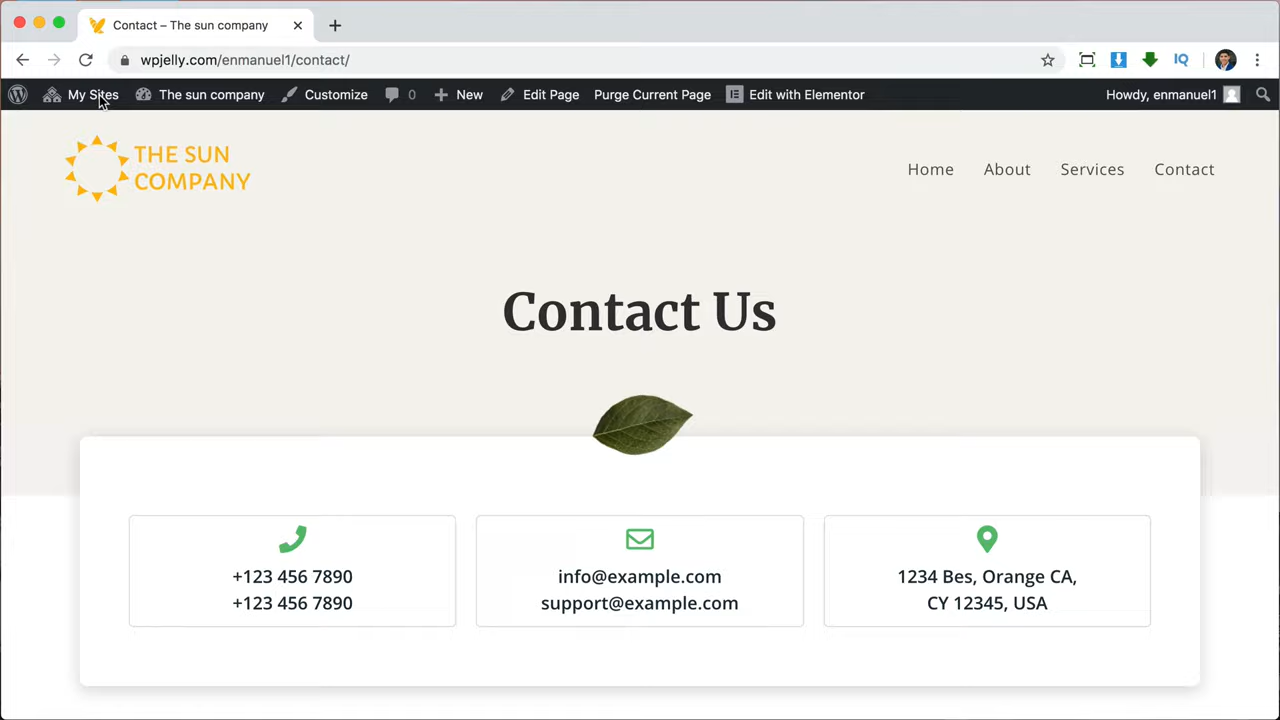 Contact – The sun company
wpjelly.com/enmanuel1/contact/
IQ
My Sites The sun company Customize 0 New Edit Page Purge Current Page Edit with Elementor Howdy, enmanuel1
THE SUN
COMPANY
Home About Services Contact
Contact Us
+123 456 7890
+123 456 7890
info@example.com
support@example.com
1234 Bes, Orange CA,
CY 12345, USA